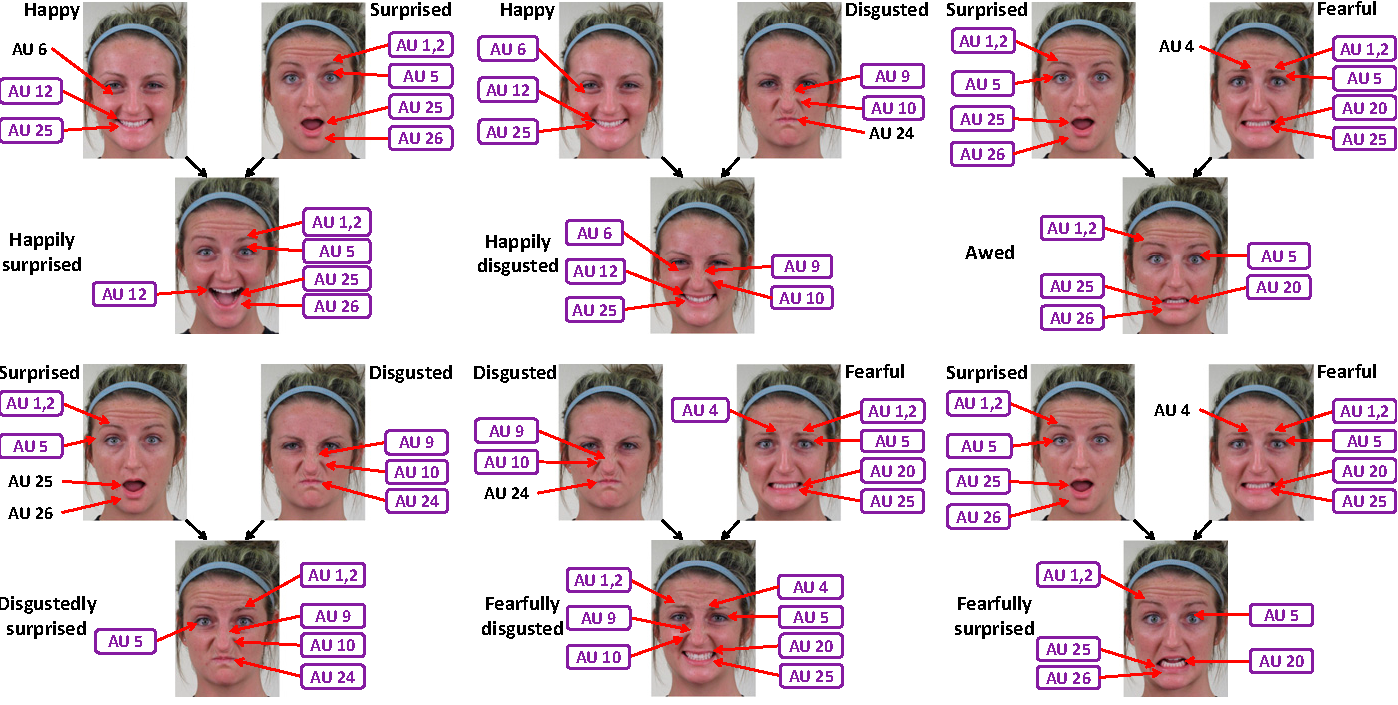 Happy
AU 6
AU 12
AU 25
Surprised
AU 1,2
AU 5
AU 25
AU 26
Happily
surprised
AU 12
AU 1,2
AU 5
AU 25
AU 26
Happy
AU 6
AU 12
AU 25
Disgusted
AU 9
AU 10
AU 24
Happily
disgusted
AU 6
AU 12
AU 25
AU 9
AU 10
Surprised
AU 1,2
AU 5
AU 25
AU 26
Fearful
AU 4
AU 1,2
AU 5
AU 20
AU 25
Awed
AU 1,2
AU 25
AU 26
AU 5
AU 20
Surprised
AU 1,2
AU 5
AU 25
AU 26
Disgusted
AU 9
AU 10
AU 24
Disgustedly
surprised
AU 5
AU 1,2
AU 9
AU 10
AU 24
Disgusted
AU 9
AU 10
AU 24
Fearful
AU 4
AU 1,2
AU 5
AU 20
AU 25
Fearfully
disgusted
AU 1,2
AU 9
AU 10
AU 4
AU 5
AU 20
AU 25
Surprised
AU 1,2
AU 5
AU 25
AU 26
Fearful
AU 4
AU 1,2
AU 5
AU 20
AU 25
Fearfully
surprised
AU 1,2
AU 25
AU 26
AU 5
AU 20